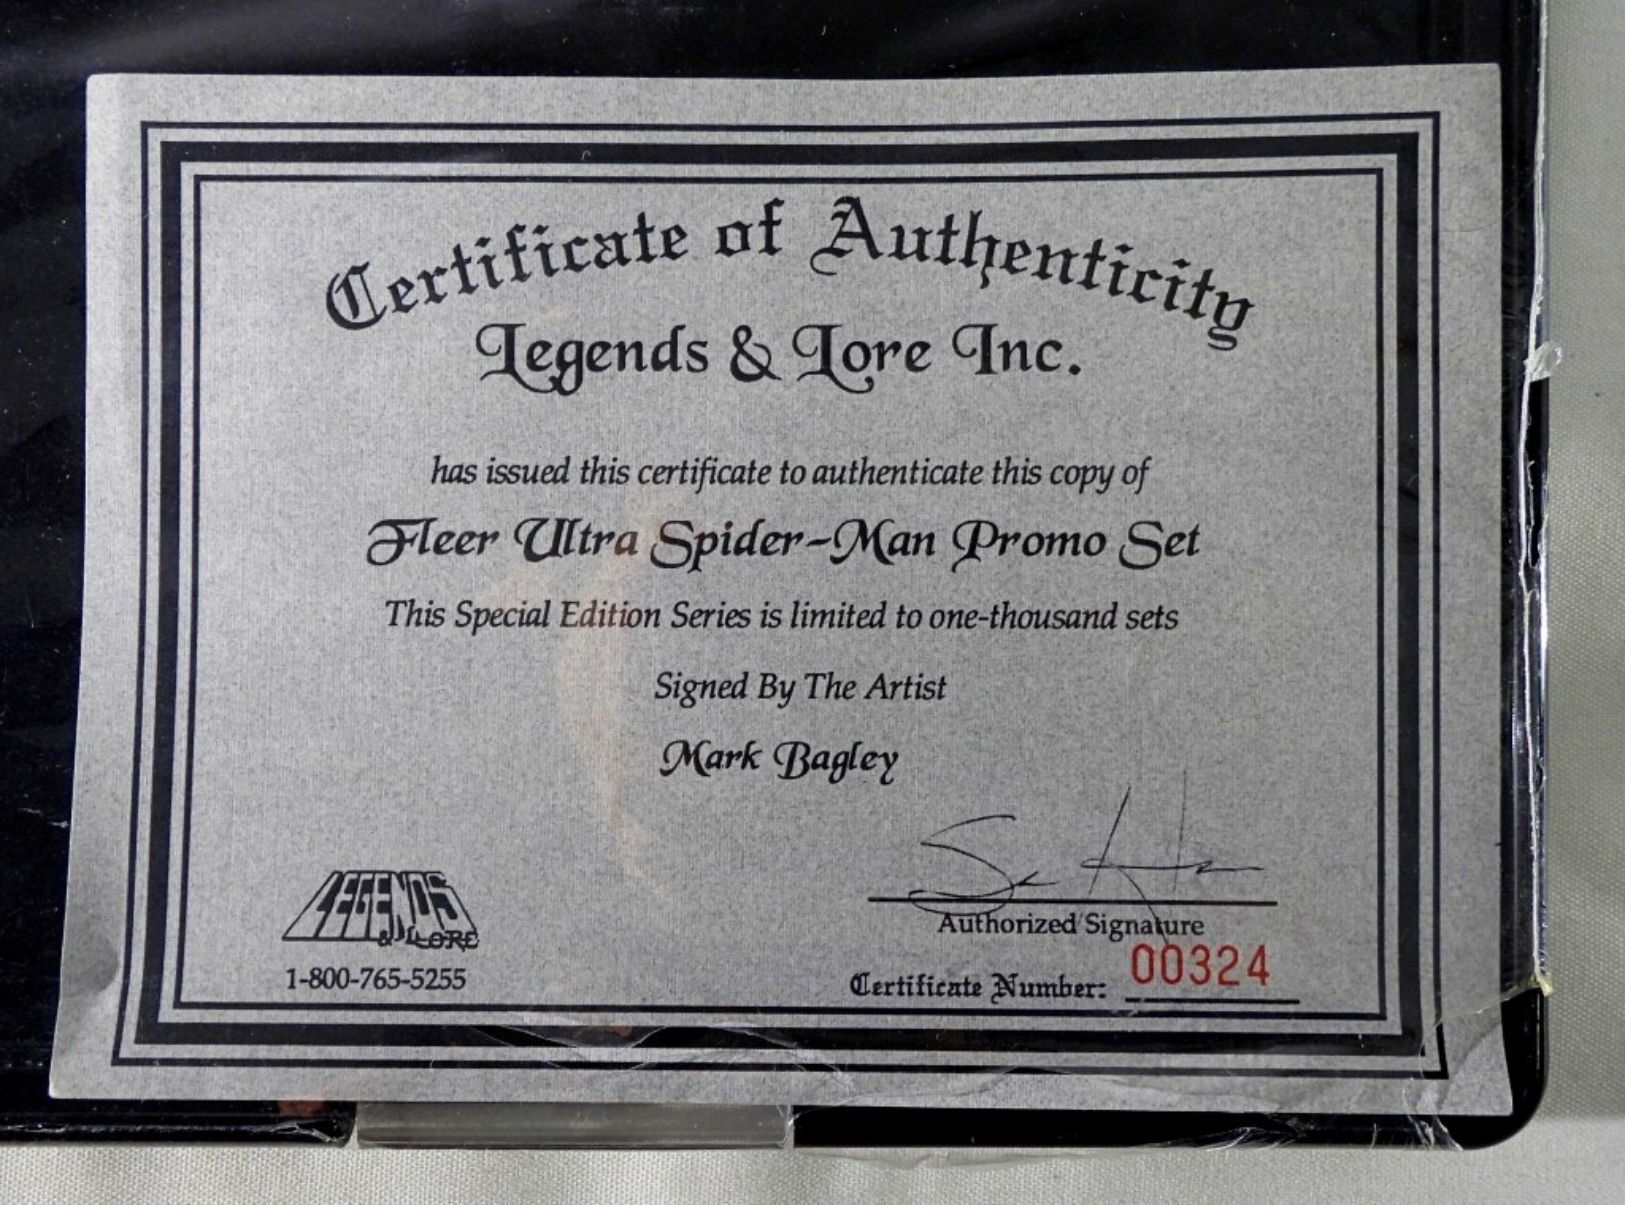 Certificate of Authenticity
Legends & Lore Inc.
has issued this certificate to authenticate this copy of
Fleer Ultra Spider-Man Promo Set
This Special Edition Series is limited to one-thousand sets
Signed By The Artist
Mark Bagley
LEGENDS
& LORE
1-800-765-5255
Authorized Signature
Certificate Number: 00324